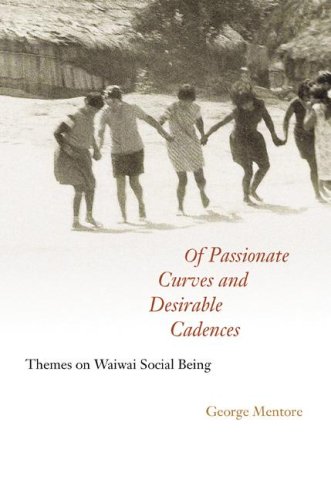 Of Passionate
Curves and
Desirable
Cadences
Themes on Waiwai Social Being
George Mentore